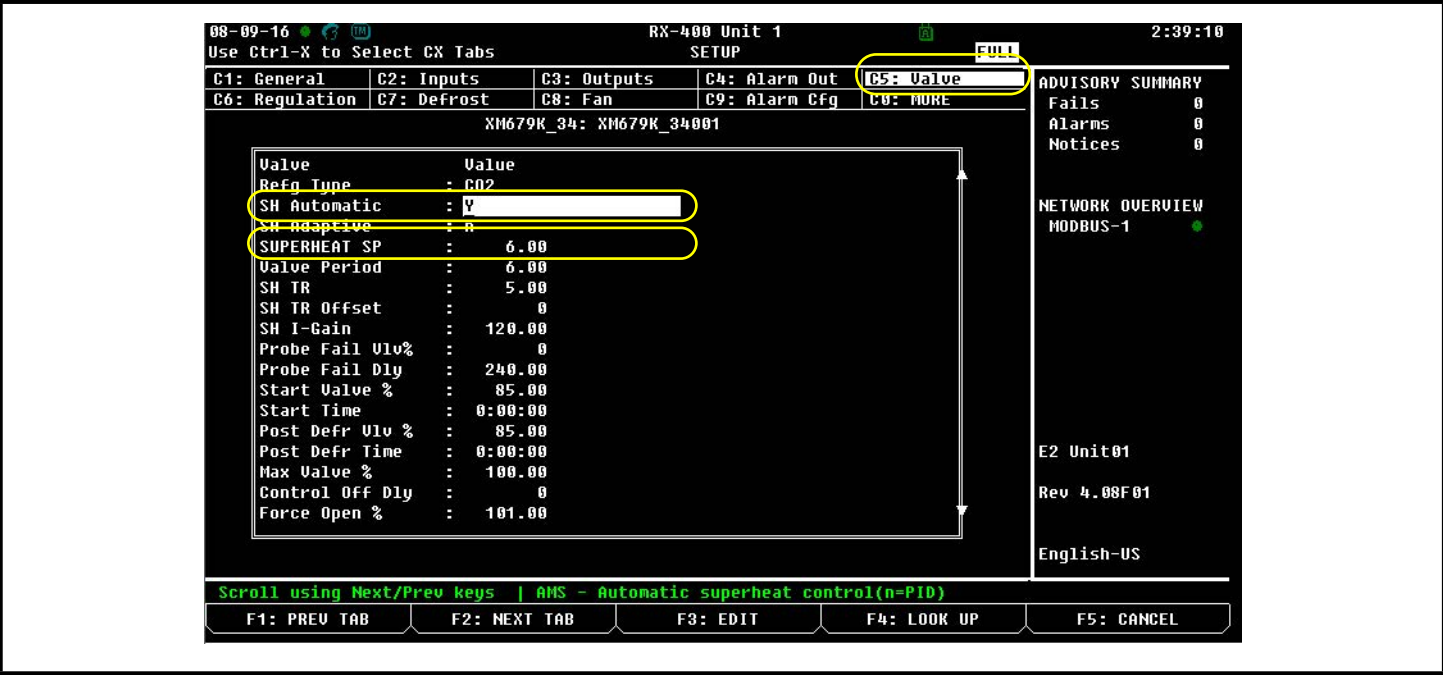 08-09-16 RX-400 Unit 1 2:39:10
Use Ctrl-X to Select CX Tabs SETUP FULL
C1: General C2: Inputs C3: Outputs C4: Alarm Out C5: Valve
C6: Regulation C7: Defrost C8: Fan C9: Alarm Cfg C0: MORE
XM679K_34: XM679K_34001
Valve Value
Refg Type : CO2
SH Automatic : Y
SH Adaptive : n
SUPERHEAT SP : 6.00
Valve Period : 6.00
SH TR : 5.00
SH TR Offset : 0
SH I-Gain : 120.00
Probe Fail Vlv% : 0
Probe Fail Dly : 240.00
Start Valve % : 85.00
Start Time : 0:00:00
Post Defr Vlv % : 85.00
Post Defr Time : 0:00:00
Max Valve % : 100.00
Control Off Dly : 0
Force Open % : 101.00
ADVISORY SUMMARY
Fails 0
Alarms 0
Notices 0
NETWORK OVERVIEW
MODBUS-1
E2 Unit01
Rev 4.08F01
English-US
Scroll using Next/Prev keys | AMS - Automatic superheat control(n=PID)
F1: PREV TAB F2: NEXT TAB F3: EDIT F4: LOOK UP F5: CANCEL